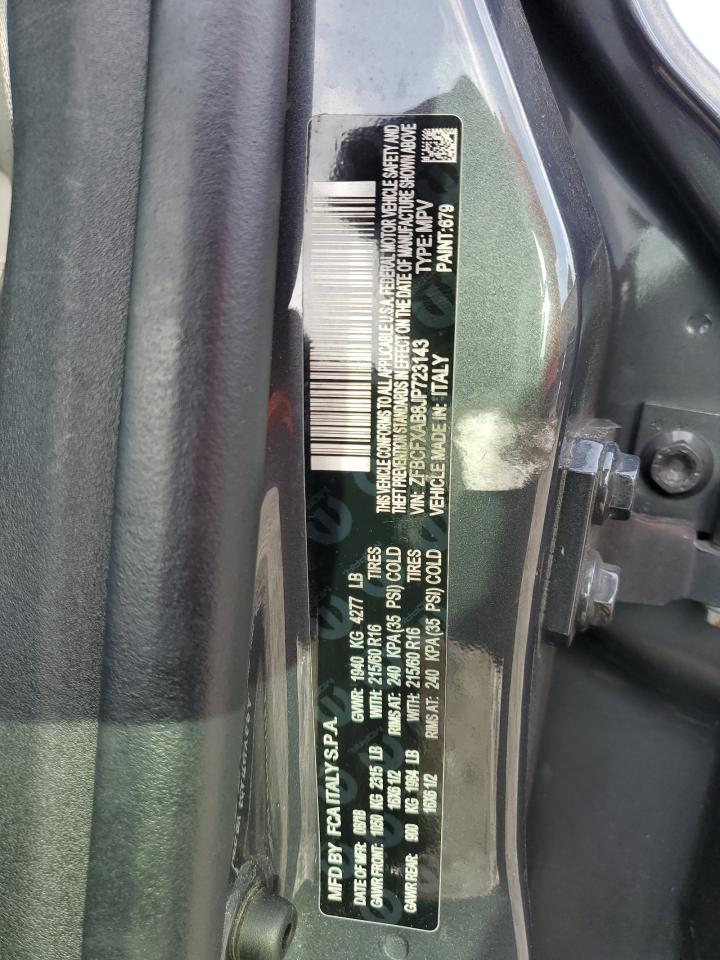 MFD BY FCA ITALY S.P.A.
DATE OF MFR: 06/18 GVWR: 1940 KG 4277 LB
GAWR FRONT: 1050 KG 2315 LB WITH: 215/60 R16 TIRES
16X6 1/2 RIMS AT: 240 KPA(35 PSI) COLD
GAWR REAR: 900 KG 1984 LB WITH: 215/60 R16 TIRES
16X6 1/2 RIMS AT: 240 KPA(35 PSI) COLD
THIS VEHICLE CONFORMS TO ALL APPLICABLE U.S.A. FEDERAL MOTOR VEHICLE SAFETY AND
THEFT PREVENTION STANDARDS IN EFFECT ON THE DATE OF MANUFACTURE SHOWN ABOVE
VIN: ZFBCFXAB8JP723143 TYPE: MPV
VEHICLE MADE IN: ITALY PAINT: 679